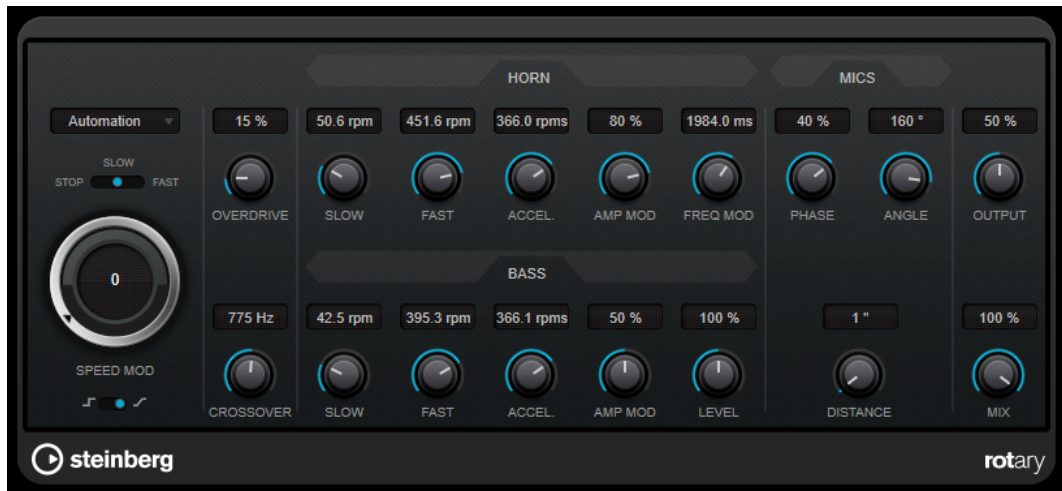 HORN MICS
Automation 15 % 50.6 rpm 451.6 rpm 366.0 rpms 80 % 1984.0 ms 40 % 160 ° 50 %
SLOW
STOP FAST
OVERDRIVE SLOW FAST ACCEL. AMP MOD FREQ MOD PHASE ANGLE OUTPUT
BASS
0
775 Hz 42.5 rpm 395.3 rpm 366.1 rpms 50 % 100 % 1 " 100 %
SPEED MOD
CROSSOVER SLOW FAST ACCEL. AMP MOD LEVEL DISTANCE MIX
steinberg rotary